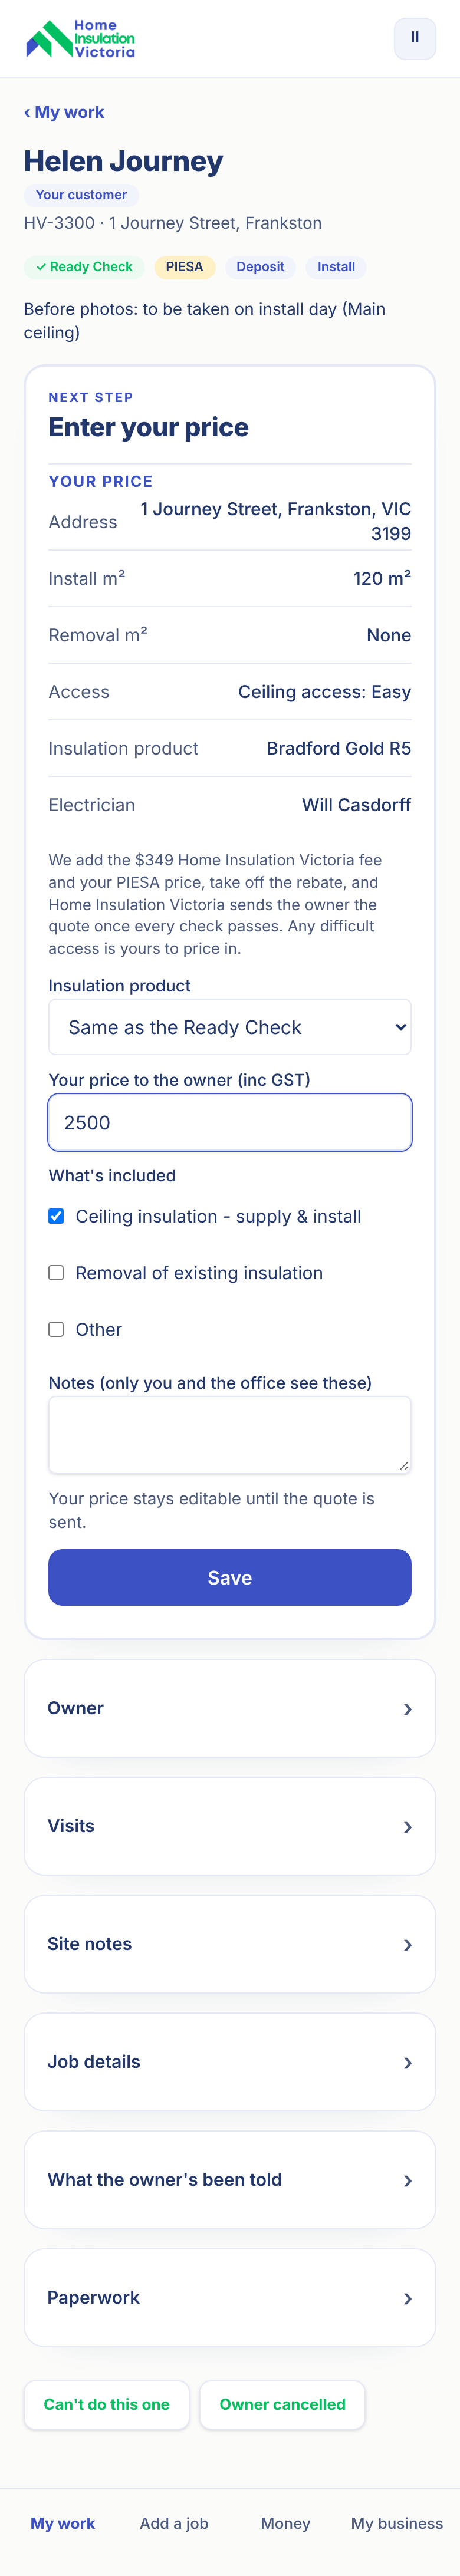 Home
Insulation
Victoria
II
‹ My work
Helen Journey
Your customer
HV-3300 · 1 Journey Street, Frankston
✓ Ready Check
PIESA
Deposit
Install
Before photos: to be taken on install day (Main
ceiling)
NEXT STEP
Enter your price
YOUR PRICE
Address 1 Journey Street, Frankston, VIC
3199
Install m² 120 m²
Removal m² None
Access Ceiling access: Easy
Insulation product Bradford Gold R5
Electrician Will Casdorff
We add the $349 Home Insulation Victoria fee
and your PIESA price, take off the rebate, and
Home Insulation Victoria sends the owner the
quote once every check passes. Any difficult
access is yours to price in.
Insulation product
Same as the Ready Check
Your price to the owner (inc GST)
2500
What's included
Ceiling insulation - supply & install
Removal of existing insulation
Other
Notes (only you and the office see these)
Your price stays editable until the quote is
sent.
Save
Owner ›
Visits ›
Site notes ›
Job details ›
What the owner's been told ›
Paperwork ›
Can't do this one
Owner cancelled
My work
Add a job
Money
My business